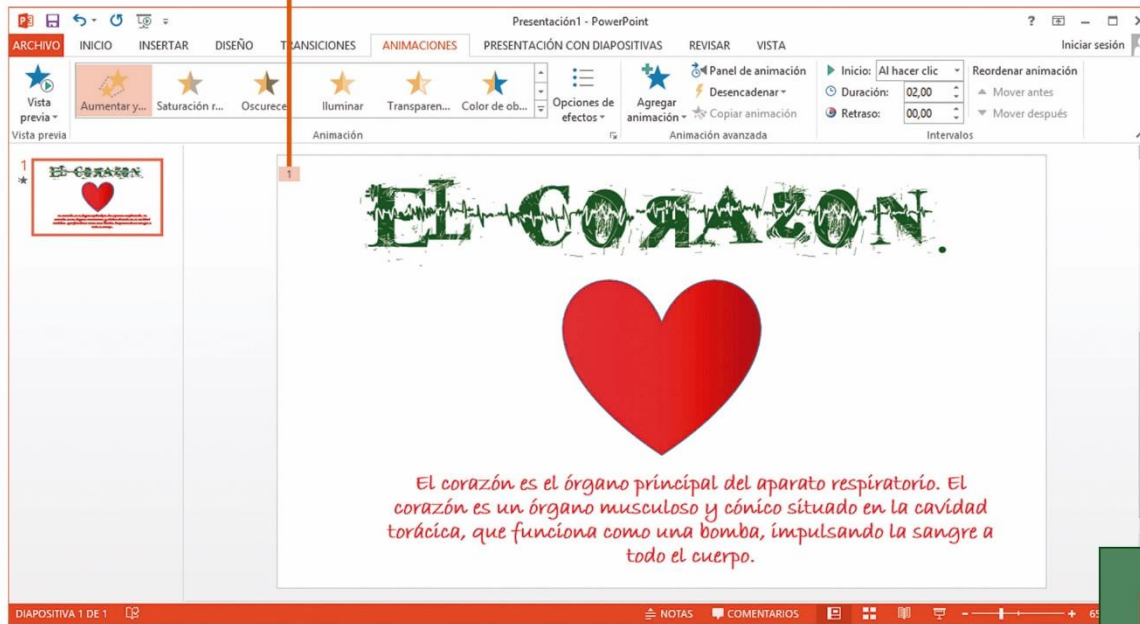 Presentación1 - PowerPoint
?
ARCHIVO INICIO INSERTAR DISEÑO TRANSICIONES ANIMACIONES PRESENTACIÓN CON DIAPOSITIVAS REVISAR VISTA Iniciar sesión
Vista previa
Aumentar y... Saturación r... Oscurecer Iluminar Transparen... Color de ob...
Opciones de efectos
Agregar animación
Panel de animación
Desencadenar
Copiar animación
Inicio: Al hacer clic
Duración: 02,00
Retraso: 00,00
Reordenar animación
Mover antes
Mover después
Vista previa Animación Animación avanzada Intervalos
1
EL CORAZON
1
EL CORAZON.
El corazón es el órgano principal del aparato respiratorio. El
corazón es un órgano musculoso y cónico situado en la cavidad
torácica, que funciona como una bomba, impulsando la sangre a
todo el cuerpo.
DIAPOSITIVA 1 DE 1 NOTAS COMENTARIOS